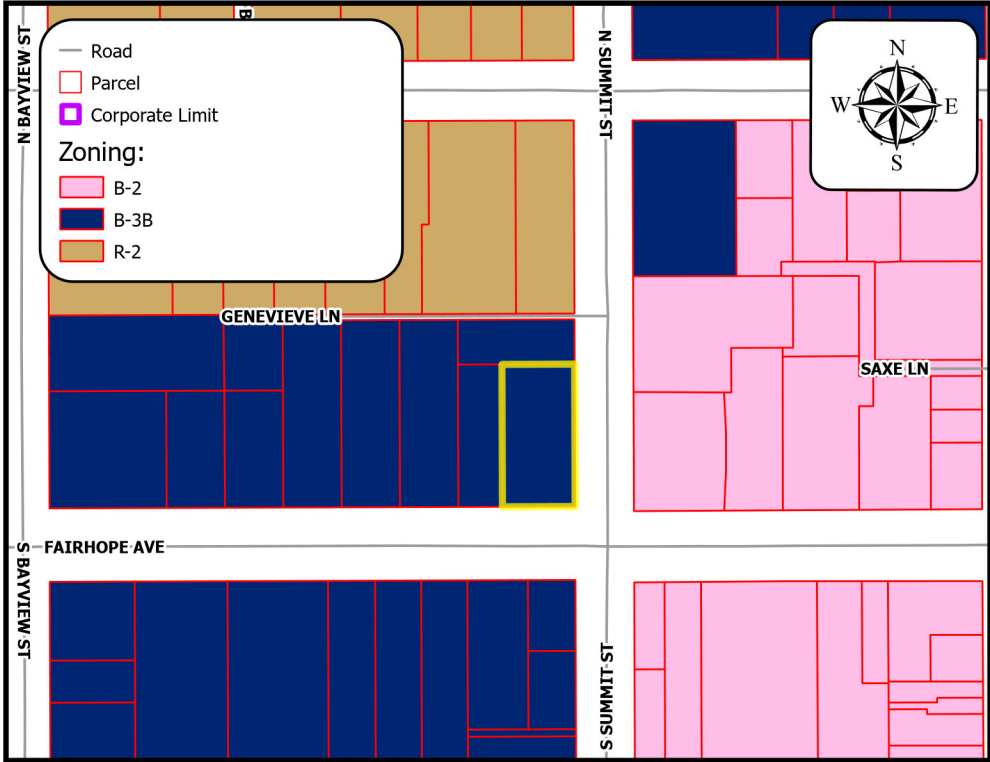 N BAYVIEW ST
B
Road
Parcel
Corporate Limit
Zoning:
B-2
B-3B
R-2
N SUMMIT ST
N
W
E
S
GENEVIEVE LN
SAXE LN
FAIRHOPE AVE
S BAYVIEW ST
S SUMMIT ST